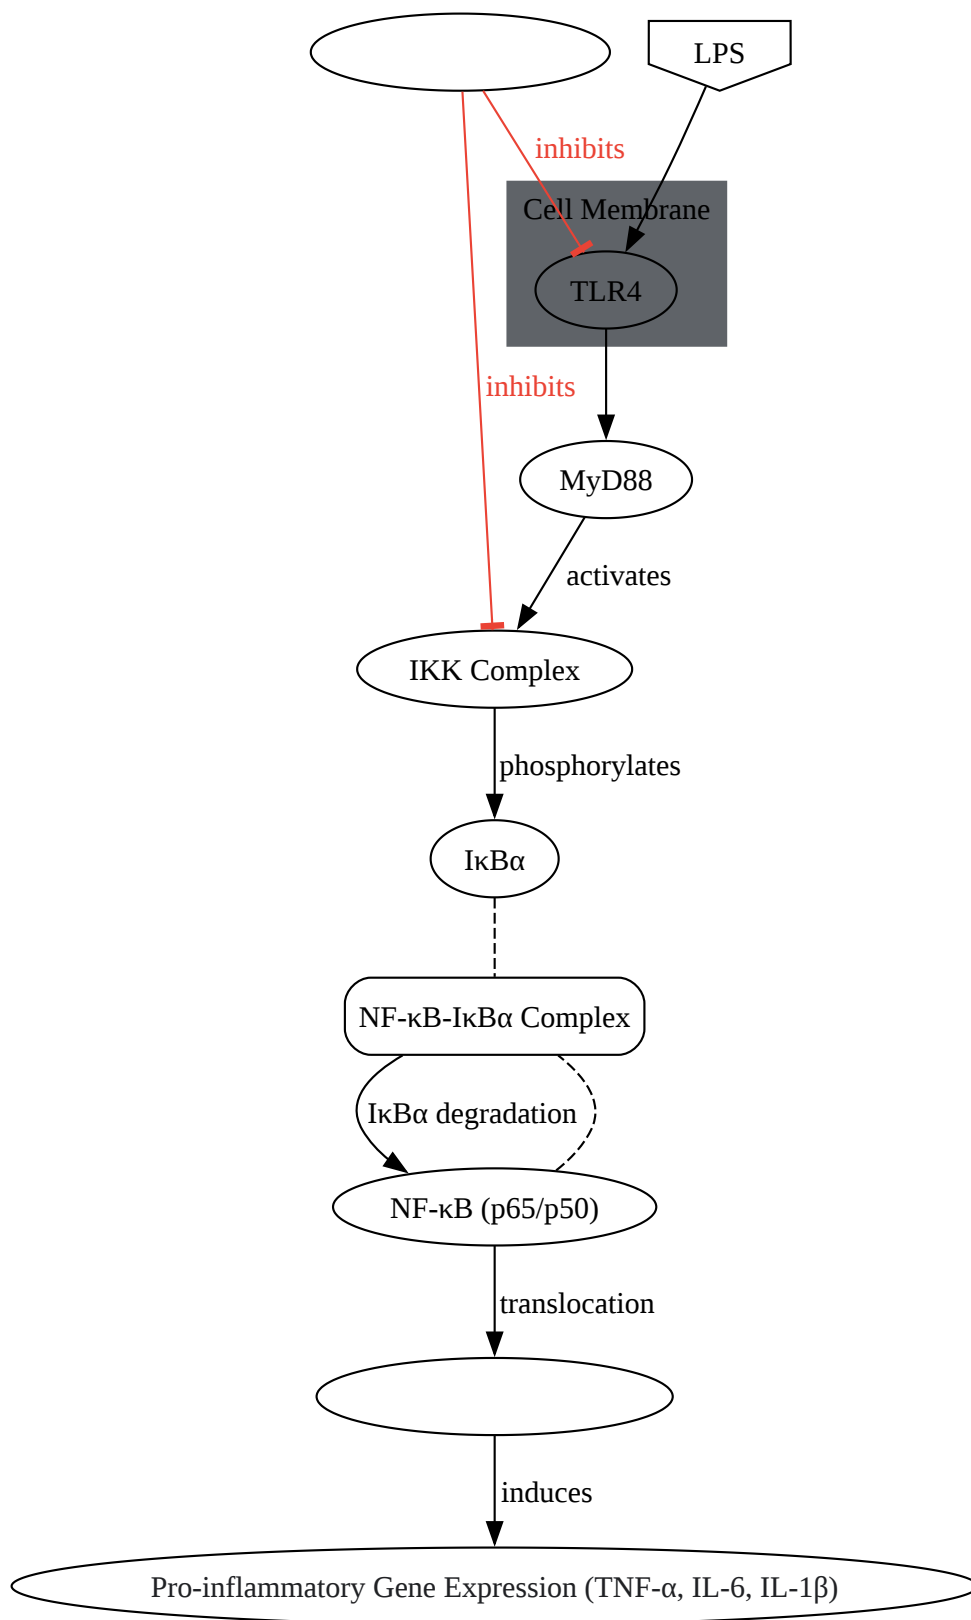 LPS
inhibits
Cell Membrane
TLR4
inhibits
MyD88
activates
IKK Complex
phosphorylates
IκBα
NF-κB-IκBα Complex
IκBα degradation
NF-κB (p65/p50)
translocation
induces
Pro-inflammatory Gene Expression (TNF-α, IL-6, IL-1β)